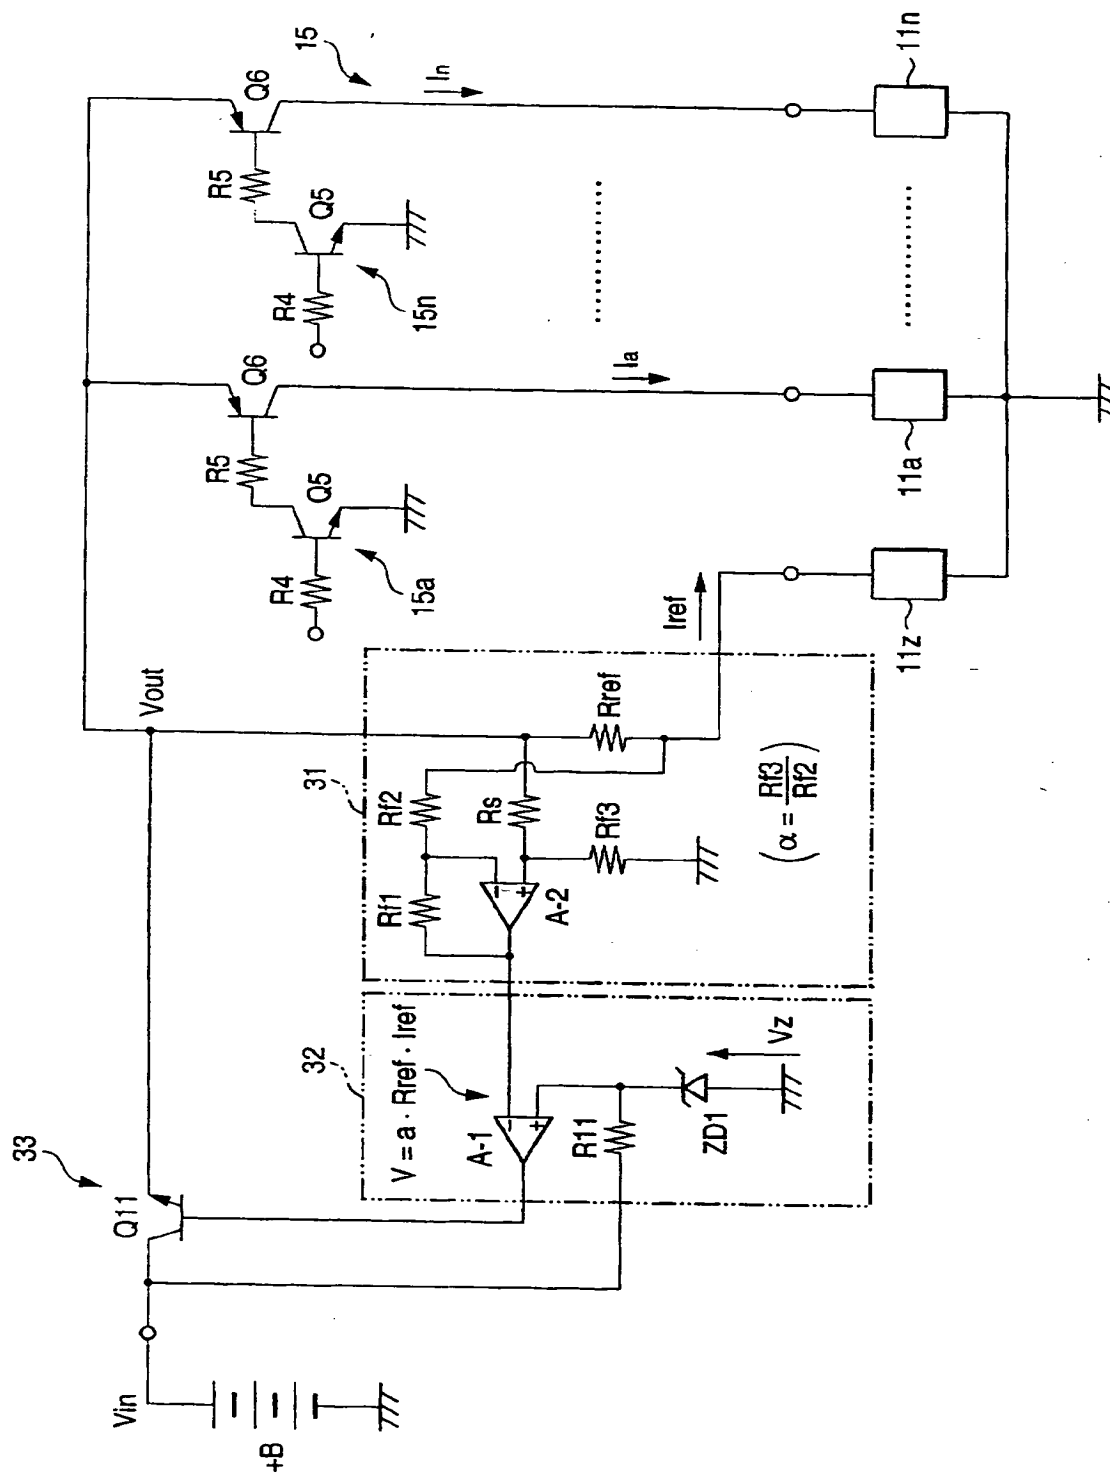 33
Vin
+B
Q11
Vout
32
V = a · Rref · Iref
A-1
R11
ZD1
Vz
31
Rf1
Rf2
Rs
Rf3
Rref
A-2
(α = Rf3
Rf2)
Iref
R4
R5
Q5
Q6
15a
Ia
R4
R5
Q5
Q6
15n
15
In
11z
11a
11n